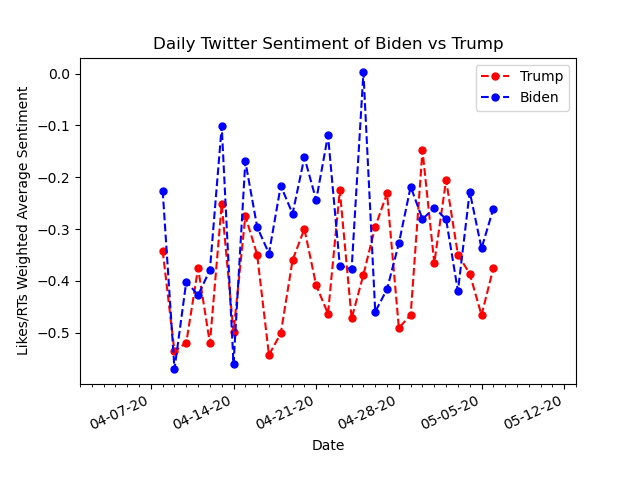 Daily Twitter Sentiment of Biden vs Trump
Trump
Biden
Likes/RTs Weighted Average Sentiment
0.0
−0.1
−0.2
−0.3
−0.4
−0.5
04-07-20
04-14-20
04-21-20
04-28-20
05-05-20
05-12-20
Date